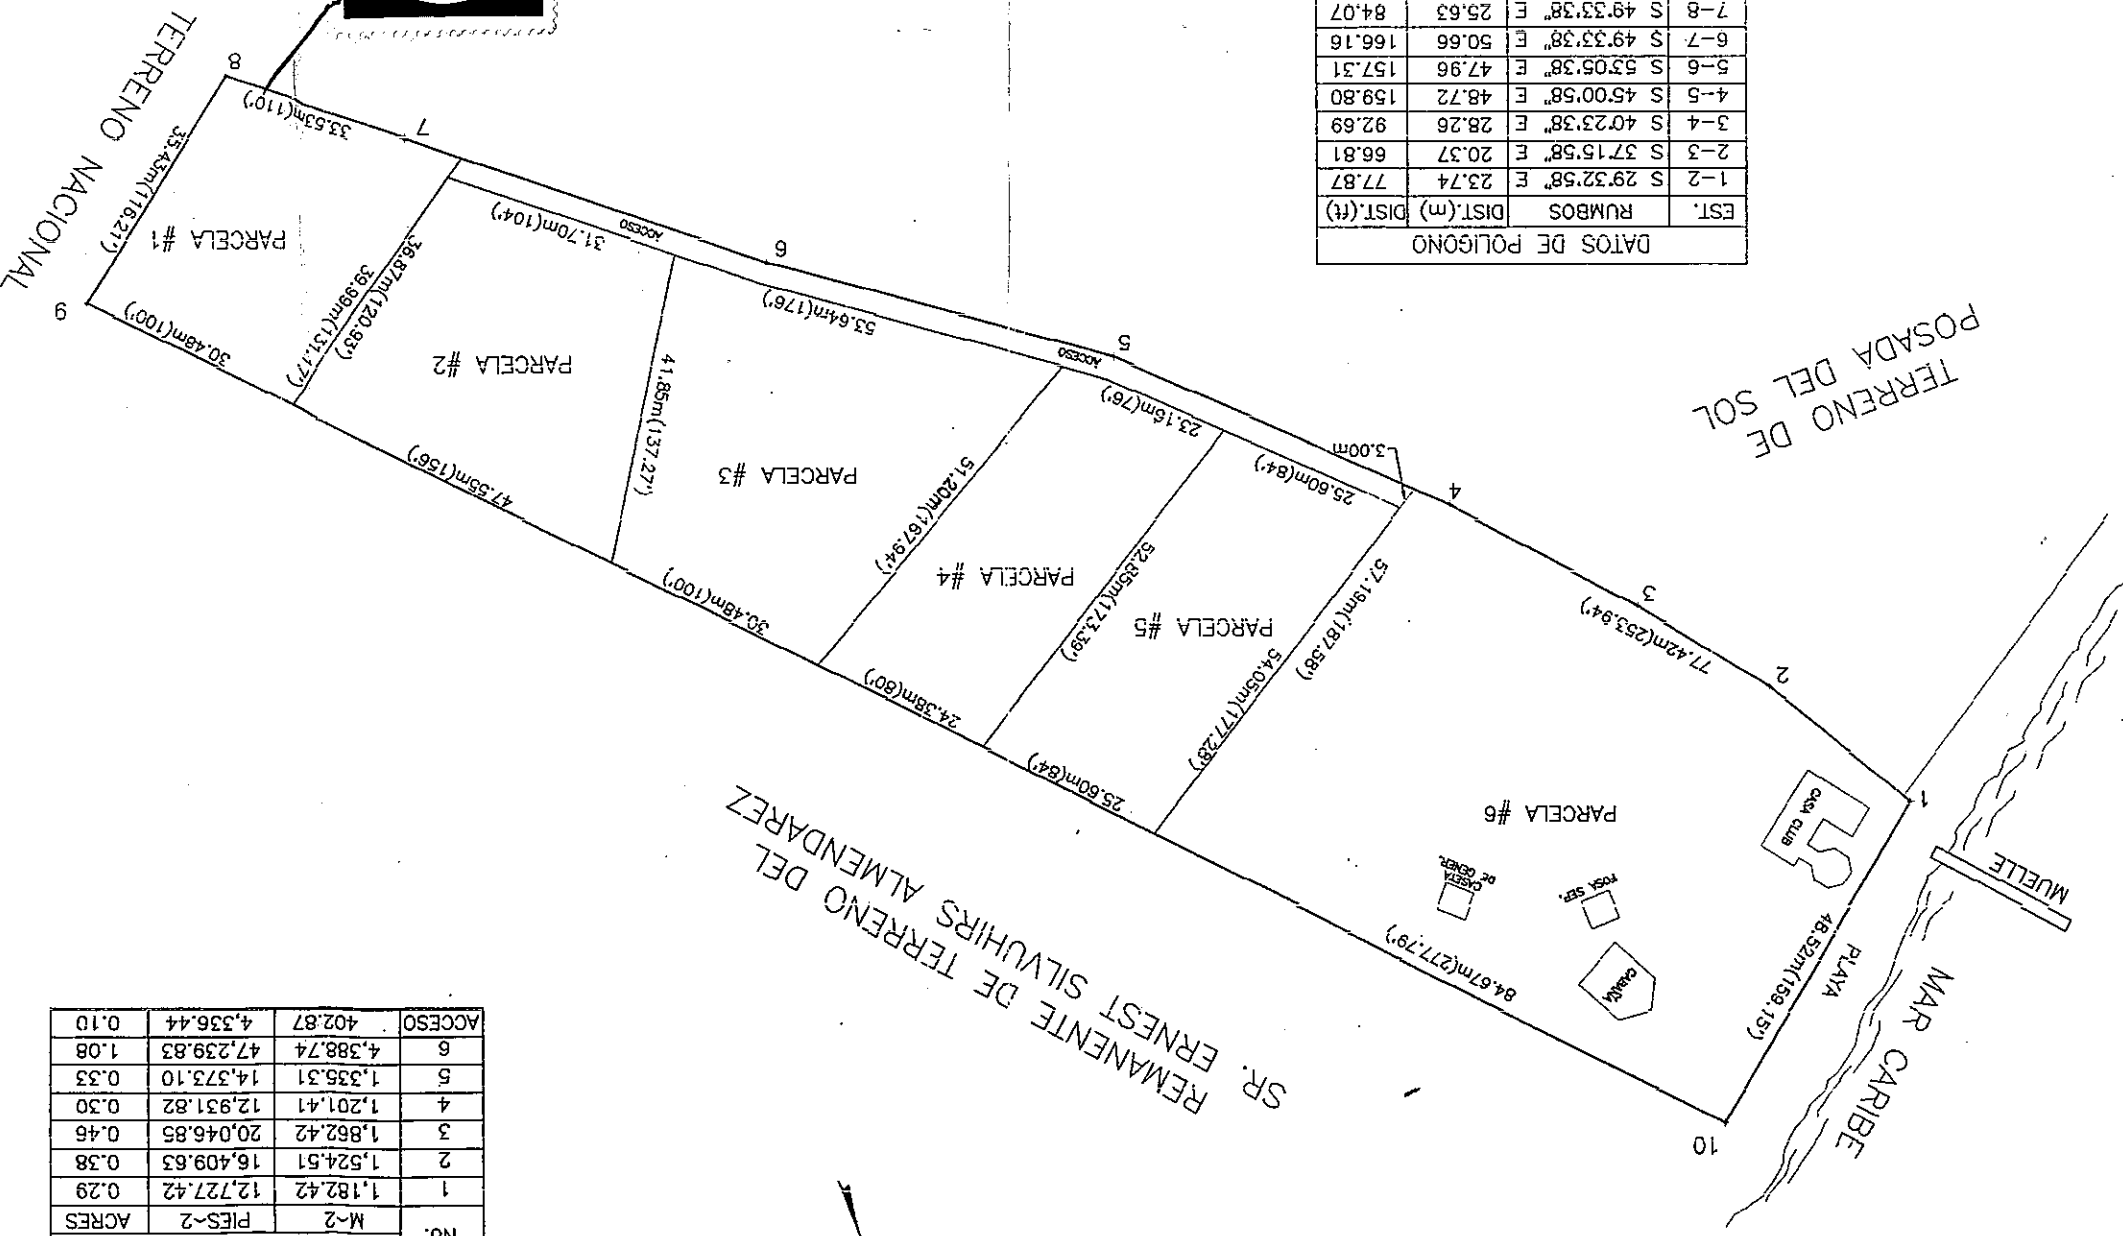 DATOS DE POLIGONO
EST. RUMBOS DIST.(m) DIST.(ft)
1-2 S 29°32'58" E 23.74 77.87
2-3 S 37°15'58" E 20.37 66.81
3-4 S 40°23'38" E 28.26 92.69
4-5 S 45°00'58" E 48.72 159.80
5-6 S 53°05'38" E 47.96 157.31
6-7 S 49°33'38" E 50.66 166.16
7-8 S 49°33'38" E 25.63 84.07
No. M~2 PIES~2 ACRES
1 1,182.42 12,727.42 0.29
2 1,524.51 16,409.63 0.38
3 1,862.42 20,046.85 0.46
4 1,201.41 12,931.82 0.30
5 1,335.31 14,373.10 0.33
6 4,388.74 47,239.83 1.08
ACCESO 402.87 4,336.44 0.10
MAR CARIBE
PLAYA
MUELLE
10
1
2
3
4
5
6
7
8
9
48.52m(159.15')
84.67m(277.79')
77.42m(253.94')
CABAÑA
FOSA SEP.
CASETA
DE GENER.
CASA CLUB
PARCELA #6
57.19m(187.58')
54.05m(177.28')
REMANENTE DE TERRENO DEL
SR. ERNEST SILVUHIRS ALMENDAREZ
25.60m(84')
PARCELA #5
25.60m(84')
3.00m
52.85m(173.39')
24.38m(80')
PARCELA #4
23.16m(76')
51.20m(167.94')
30.48m(100')
PARCELA #3
53.64m(176')
ACCESO
41.85m(137.27')
47.55m(156')
PARCELA #2
31.70m(104')
ACCESO
36.87m(120.93')
39.99m(131.17')
30.48m(100')
PARCELA #1
33.53m(110')
35.43m(116.21')
TERRENO NACIONAL
TERRENO DE
POSADA DEL SOL